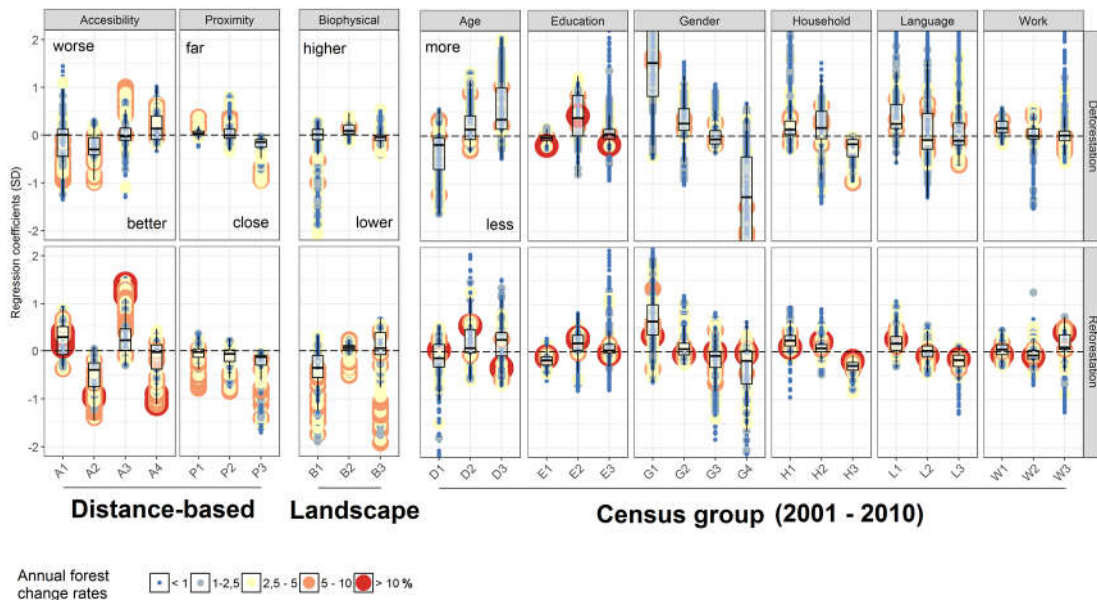 Accesibility Proximity Biophysical Age Education Gender Household Language Work
2
worse far higher more
1
0
-1
-2
better close lower less
Deforestation
Regression coefficients (SD)
2
1
0
-1
-2
Reforestation
A1 A2 A3 A4 P1 P2 P3 B1 B2 B3 D1 D2 D3 E1 E2 E3 G1 G2 G3 G4 H1 H2 H3 L1 L2 L3 W1 W2 W3
Distance-based Landscape Census group (2001 - 2010)
Annual forest
change rates
< 1 1-2,5 2,5 - 5 5 - 10 > 10 %